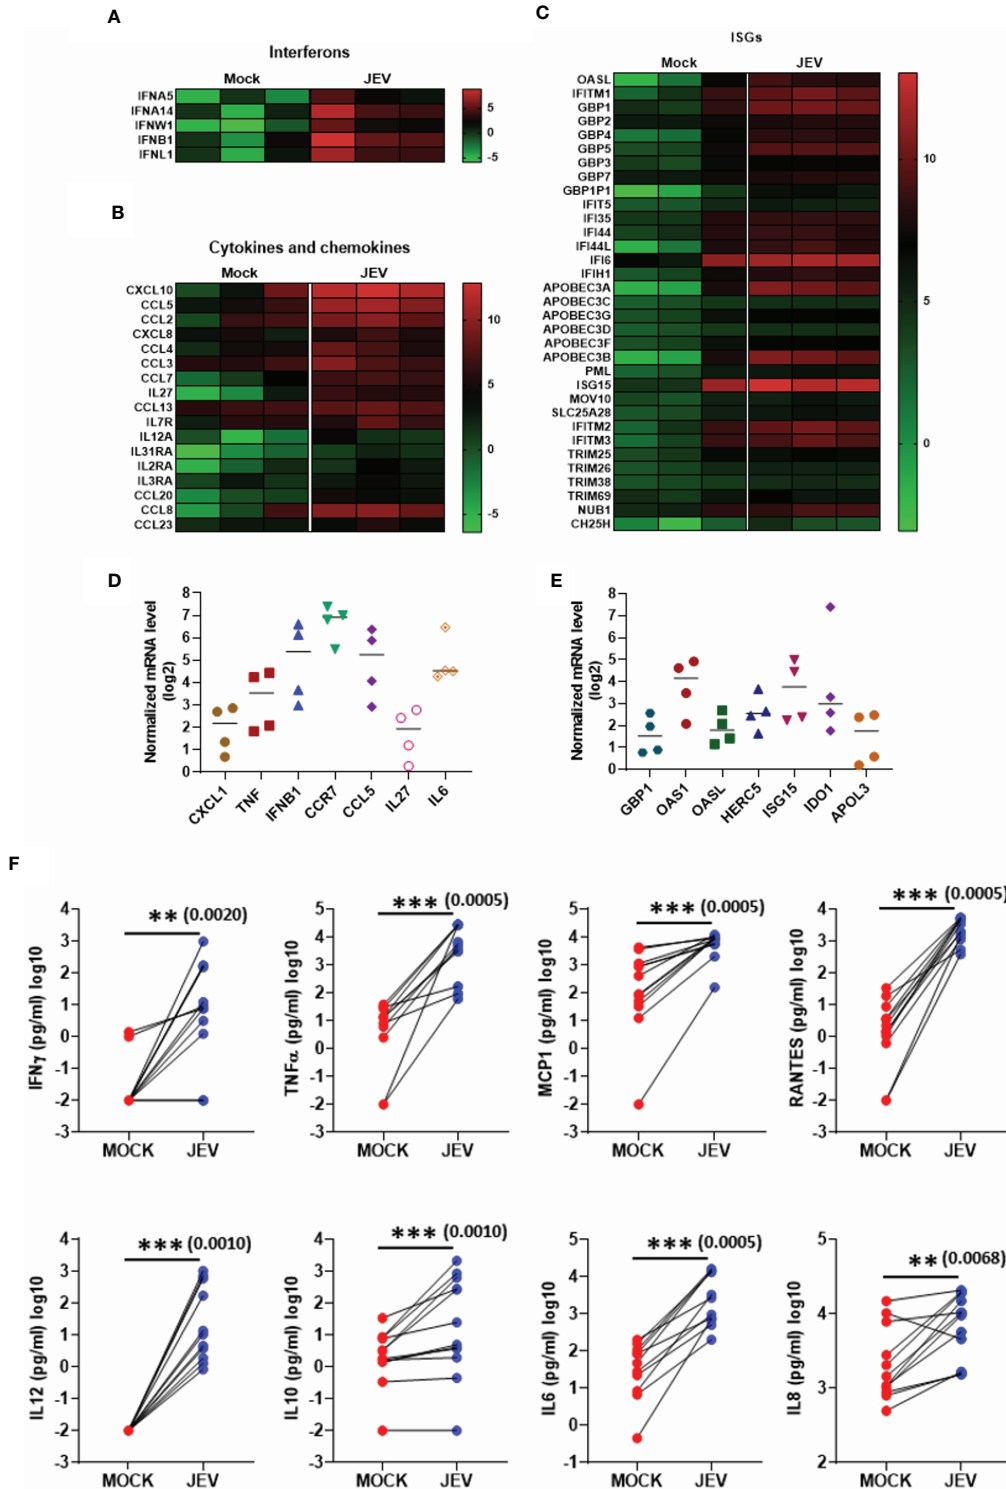 A
Interferons
Mock JEV
IFNA5
IFNA14
IFNW1
IFNB1
IFNL1
5
0
-5
B
Cytokines and chemokines
Mock JEV
CXCL10
CCL5
CCL2
CXCL8
CCL4
CCL3
CCL7
IL27
CCL13
IL7R
IL12A
IL31RA
IL2RA
IL3RA
CCL20
CCL8
CCL23
10
5
0
-5
C
ISGs
Mock JEV
OASL
IFITM1
GBP1
GBP2
GBP4
GBP5
GBP3
GBP7
GBP1P1
IFIT5
IFI35
IFI44
IFI44L
IFI6
IFIH1
APOBEC3A
APOBEC3C
APOBEC3G
APOBEC3D
APOBEC3F
APOBEC3B
PML
ISG15
MOV10
SLC25A28
IFITM2
IFITM3
TRIM25
TRIM26
TRIM38
TRIM69
NUB1
CH25H
10
5
0
D
Normalized mRNA level
(log2)
8
7
6
5
4
3
2
1
0
CXCL1 TNF IFNB1 CCR7 CCL5 IL27 IL6
E
Normalized mRNA level
(log2)
8
7
6
5
4
3
2
1
0
GBP1 OAS1 OASL HERC5 ISG15 IDO1 APOL3
F
IFNγ (pg/ml) log10
4
3
2
1
0
-1
-2
-3
** (0.0020)
MOCK JEV
TNFα (pg/ml) log10
5
4
3
2
1
0
-1
-2
-3
*** (0.0005)
MOCK JEV
MCP1 (pg/ml) log10
5
4
3
2
1
0
-1
-2
-3
*** (0.0005)
MOCK JEV
RANTES (pg/ml) log10
4
3
2
1
0
-1
-2
-3
*** (0.0005)
MOCK JEV
IL12 (pg/ml) log10
4
3
2
1
0
-1
-2
-3
*** (0.0010)
MOCK JEV
IL10 (pg/ml) log10
4
3
2
1
0
-1
-2
-3
*** (0.0010)
MOCK JEV
IL6 (pg/ml) log10
5
4
3
2
1
0
-1
*** (0.0005)
MOCK JEV
IL8 (pg/ml) log10
4
3
2
** (0.0068)
MOCK JEV